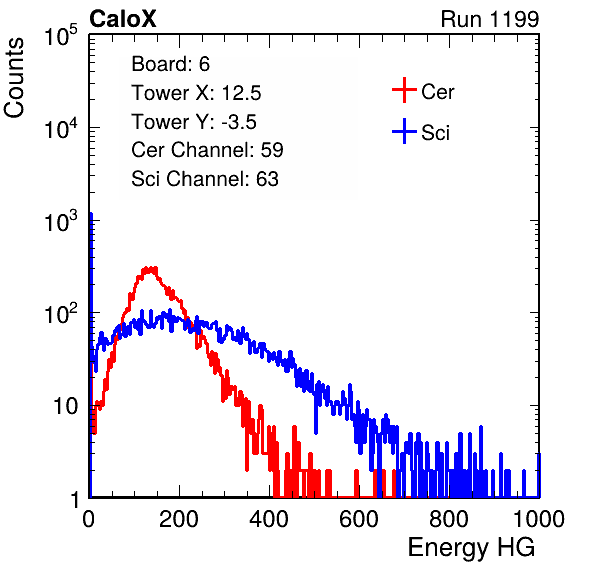 CaloX Run 1199
Counts
10^5
10^4
10^3
10^2
10
1
Board: 6
Tower X: 12.5
Tower Y: -3.5
Cer Channel: 59
Sci Channel: 63
Cer
Sci
0 200 400 600 800 1000
Energy HG